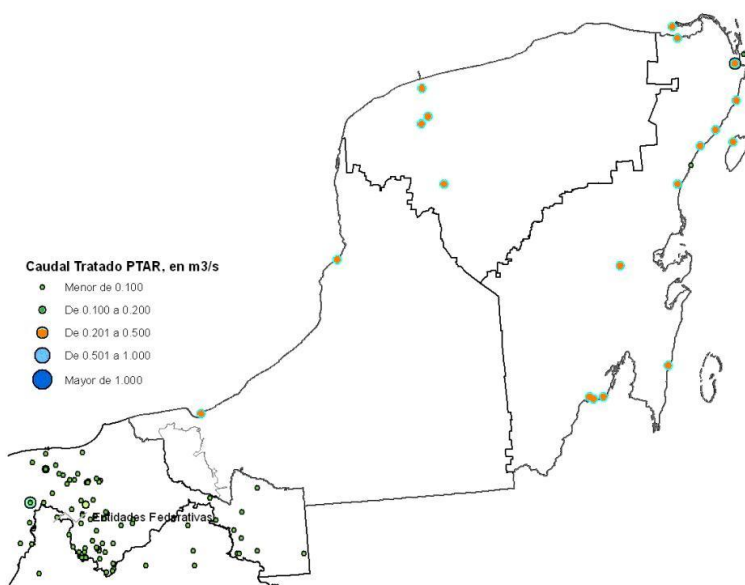 Caudal Tratado PTAR, en m3/s
Menor de 0.100
De 0.100 a 0.200
De 0.201 a 0.500
De 0.501 a 1.000
Mayor de 1.000
Entidades Federativas